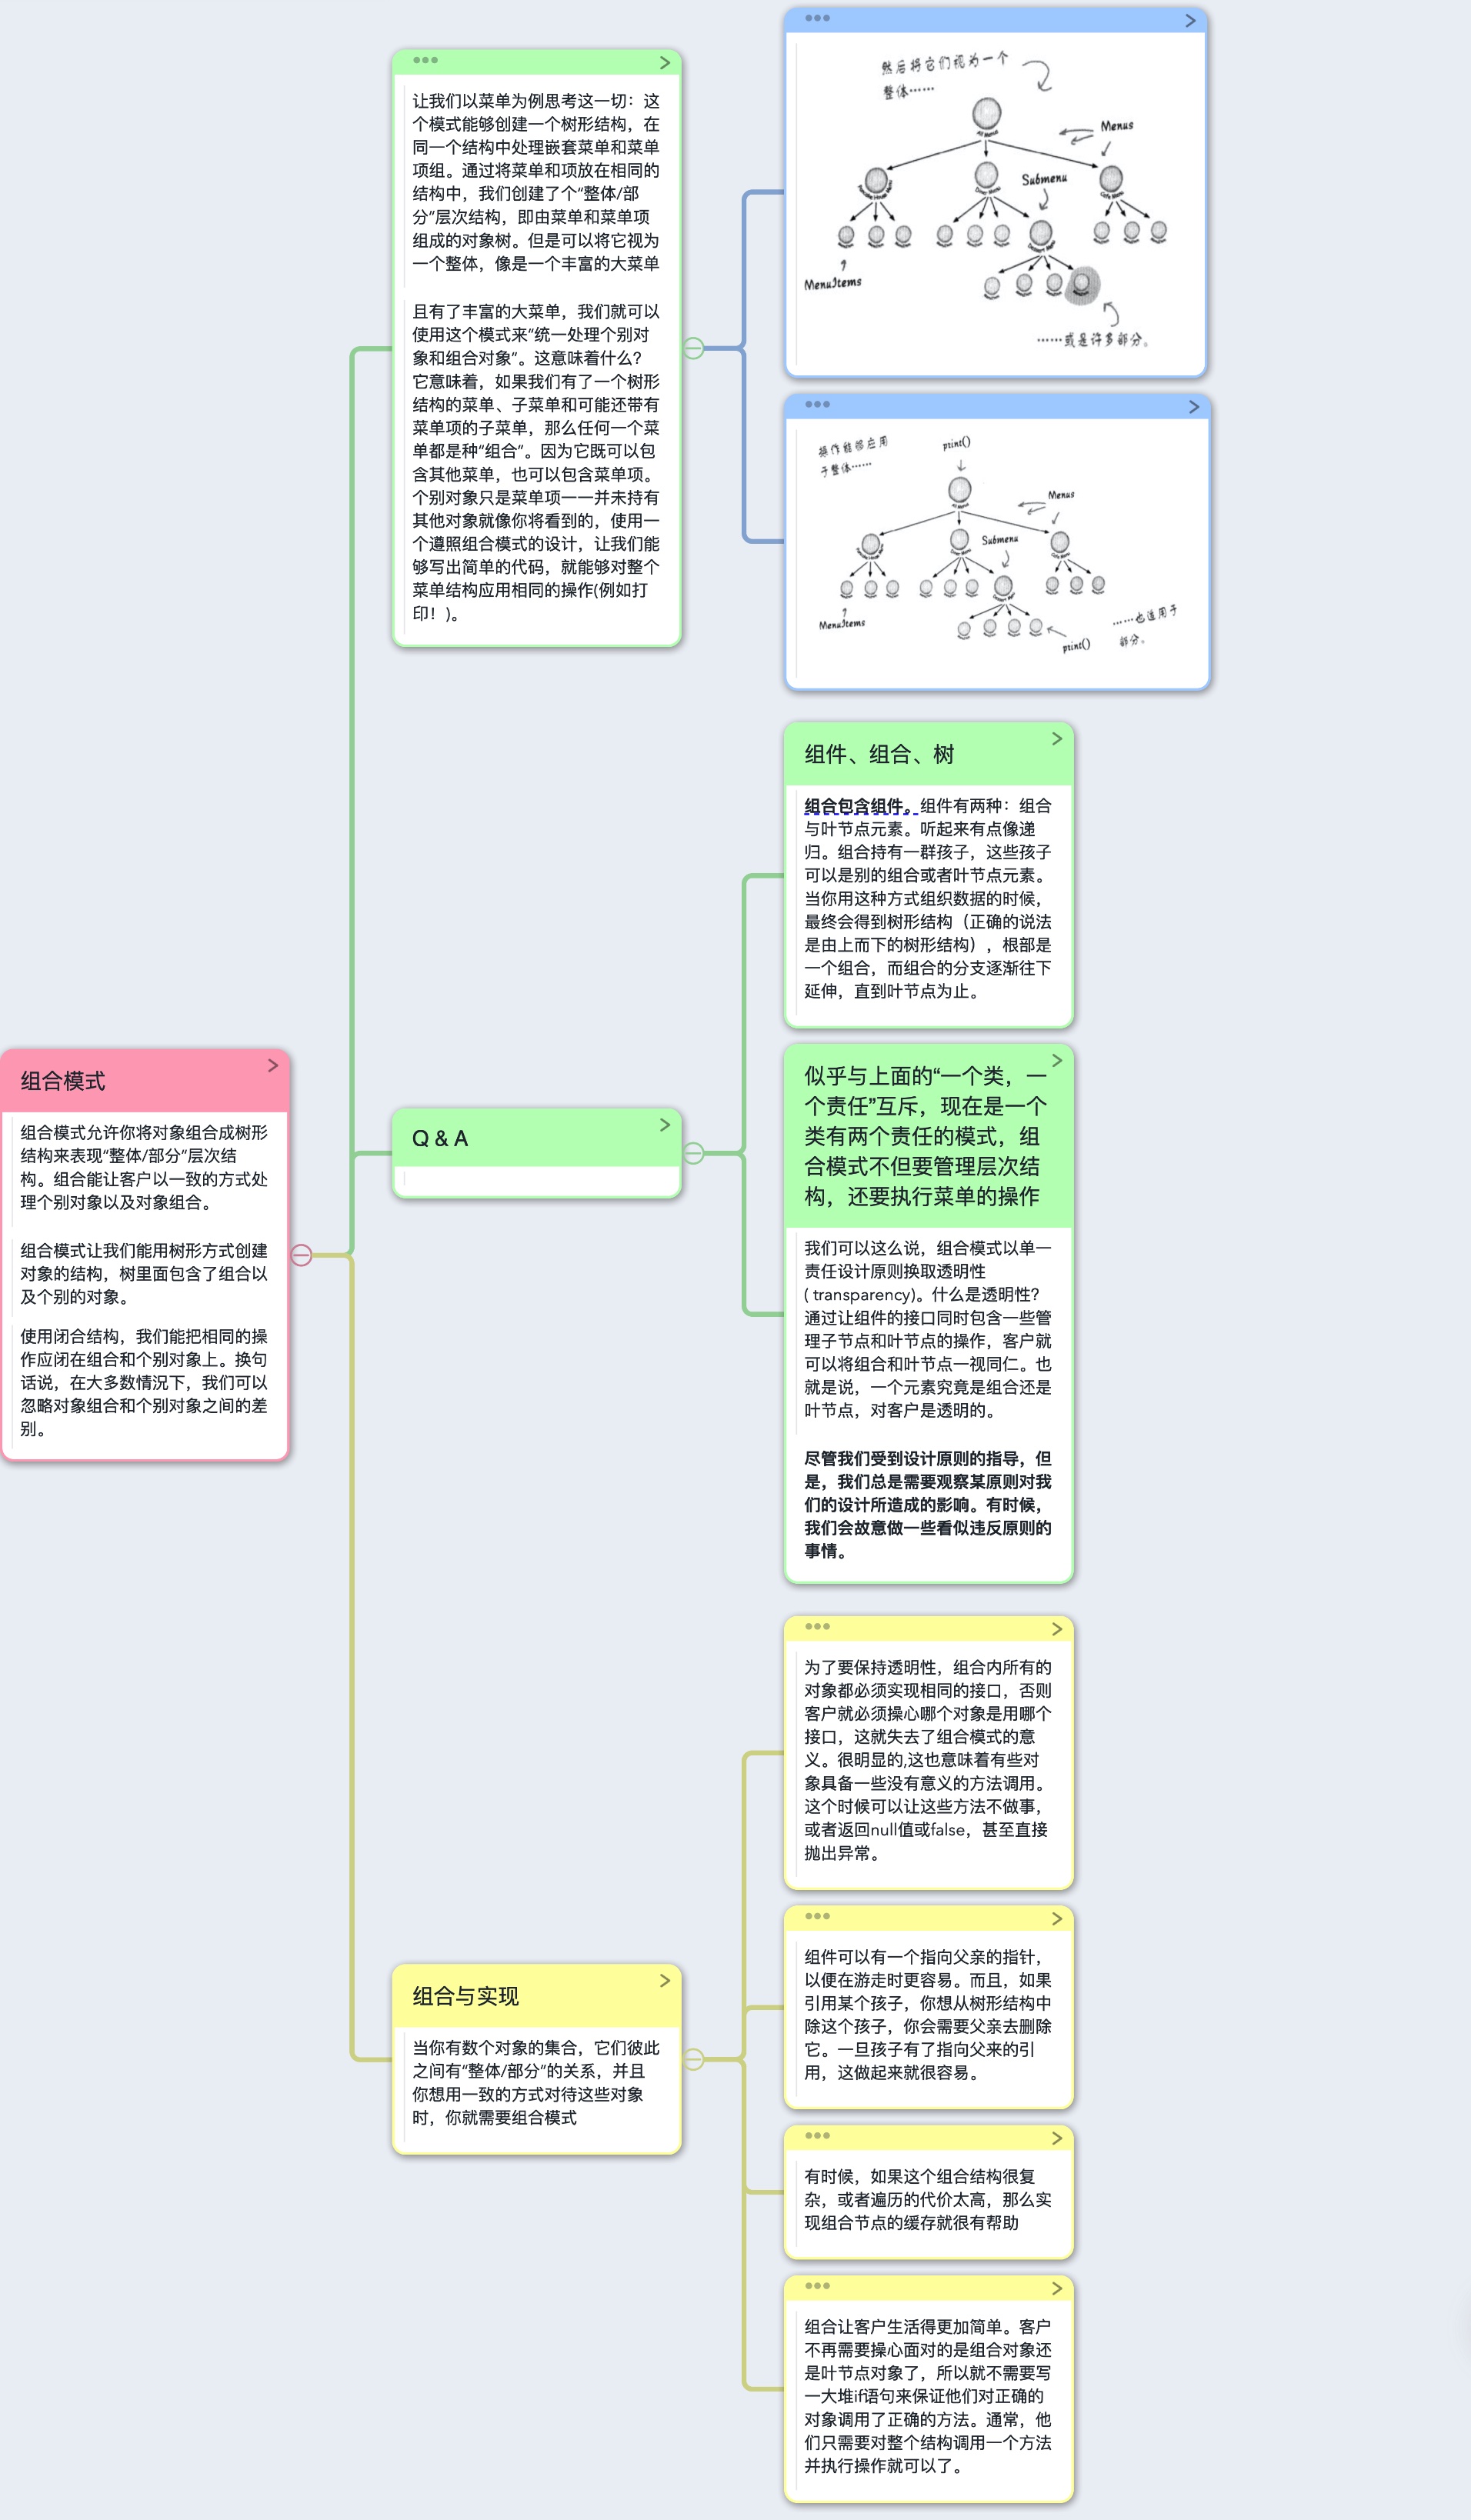 组合模式
组合模式允许你将对象组合成树形
结构来表现“整体/部分”层次结
构。组合能让客户以一致的方式处
理个别对象以及对象组合。
组合模式让我们能用树形方式创建
对象的结构，树里面包含了组合以
及个别的对象。
使用闭合结构，我们能把相同的操
作应闭在组合和个别对象上。换句
话说，在大多数情况下，我们可以
忽略对象组合和个别对象之间的差
别。
让我们以菜单为例思考这一切：这
个模式能够创建一个树形结构，在
同一个结构中处理嵌套菜单和菜单
项组。通过将菜单和项放在相同的
结构中，我们创建了个“整体/部
分”层次结构，即由菜单和菜单项
组成的对象树。但是可以将它视为
一个整体，像是一个丰富的大菜单
且有了丰富的大菜单，我们就可以
使用这个模式来“统一处理个别对
象和组合对象”。这意味着什么？
它意味着，如果我们有了一个树形
结构的菜单、子菜单和可能还带有
菜单项的子菜单，那么任何一个菜
单都是种“组合”。因为它既可以包
含其他菜单，也可以包含菜单项。
个别对象只是菜单项一一并未持有
其他对象就像你将看到的，使用一
个遵照组合模式的设计，让我们能
够写出简单的代码，就能够对整个
菜单结构应用相同的操作(例如打
印！)。
然后将它们视为一个
整体……
All Menus
Menus
Submenu
MenuItems
……或是许多部分。
操作能够应用
于整体……
print()
All Menus
Menus
Submenu
MenuItems
print()
……也适用于
部分。
Q & A
组件、组合、树
组合包含组件。组件有两种：组合
与叶节点元素。听起来有点像递
归。组合持有一群孩子，这些孩子
可以是别的组合或者叶节点元素。
当你用这种方式组织数据的时候，
最终会得到树形结构（正确的说法
是由上而下的树形结构），根部是
一个组合，而组合的分支逐渐往下
延伸，直到叶节点为止。
似乎与上面的“一个类，一
个责任”互斥，现在是一个
类有两个责任的模式，组
合模式不但要管理层次结
构，还要执行菜单的操作
我们可以这么说，组合模式以单一
责任设计原则换取透明性
( transparency)。什么是透明性？
通过让组件的接口同时包含一些管
理子节点和叶节点的操作，客户就
可以将组合和叶节点一视同仁。也
就是说，一个元素究竟是组合还是
叶节点，对客户是透明的。
尽管我们受到设计原则的指导，但
是，我们总是需要观察某原则对我
们的设计所造成的影响。有时候，
我们会故意做一些看似违反原则的
事情。
组合与实现
当你有数个对象的集合，它们彼此
之间有“整体/部分”的关系，并且
你想用一致的方式对待这些对象
时，你就需要组合模式
为了要保持透明性，组合内所有的
对象都必须实现相同的接口，否则
客户就必须操心哪个对象是用哪个
接口，这就失去了组合模式的意
义。很明显的,这也意味着有些对
象具备一些没有意义的方法调用。
这个时候可以让这些方法不做事，
或者返回null值或false，甚至直接
抛出异常。
组件可以有一个指向父亲的指针，
以便在游走时更容易。而且，如果
引用某个孩子，你想从树形结构中
除这个孩子，你会需要父亲去删除
它。一旦孩子有了指向父来的引
用，这做起来就很容易。
有时候，如果这个组合结构很复
杂，或者遍历的代价太高，那么实
现组合节点的缓存就很有帮助
组合让客户生活得更加简单。客户
不再需要操心面对的是组合对象还
是叶节点对象了，所以就不需要写
一大堆if语句来保证他们对正确的
对象调用了正确的方法。通常，他
们只需要对整个结构调用一个方法
并执行操作就可以了。